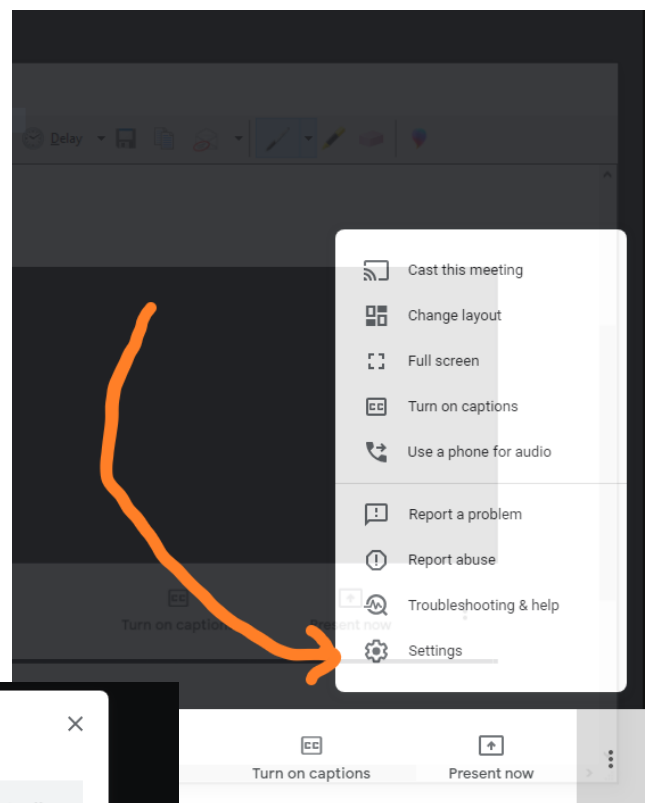 Delay
Cast this meeting
Change layout
Full screen
Turn on captions
Use a phone for audio
Report a problem
Report abuse
Troubleshooting & help
Turn on caption
Present now
Settings
Turn on captions
Present now